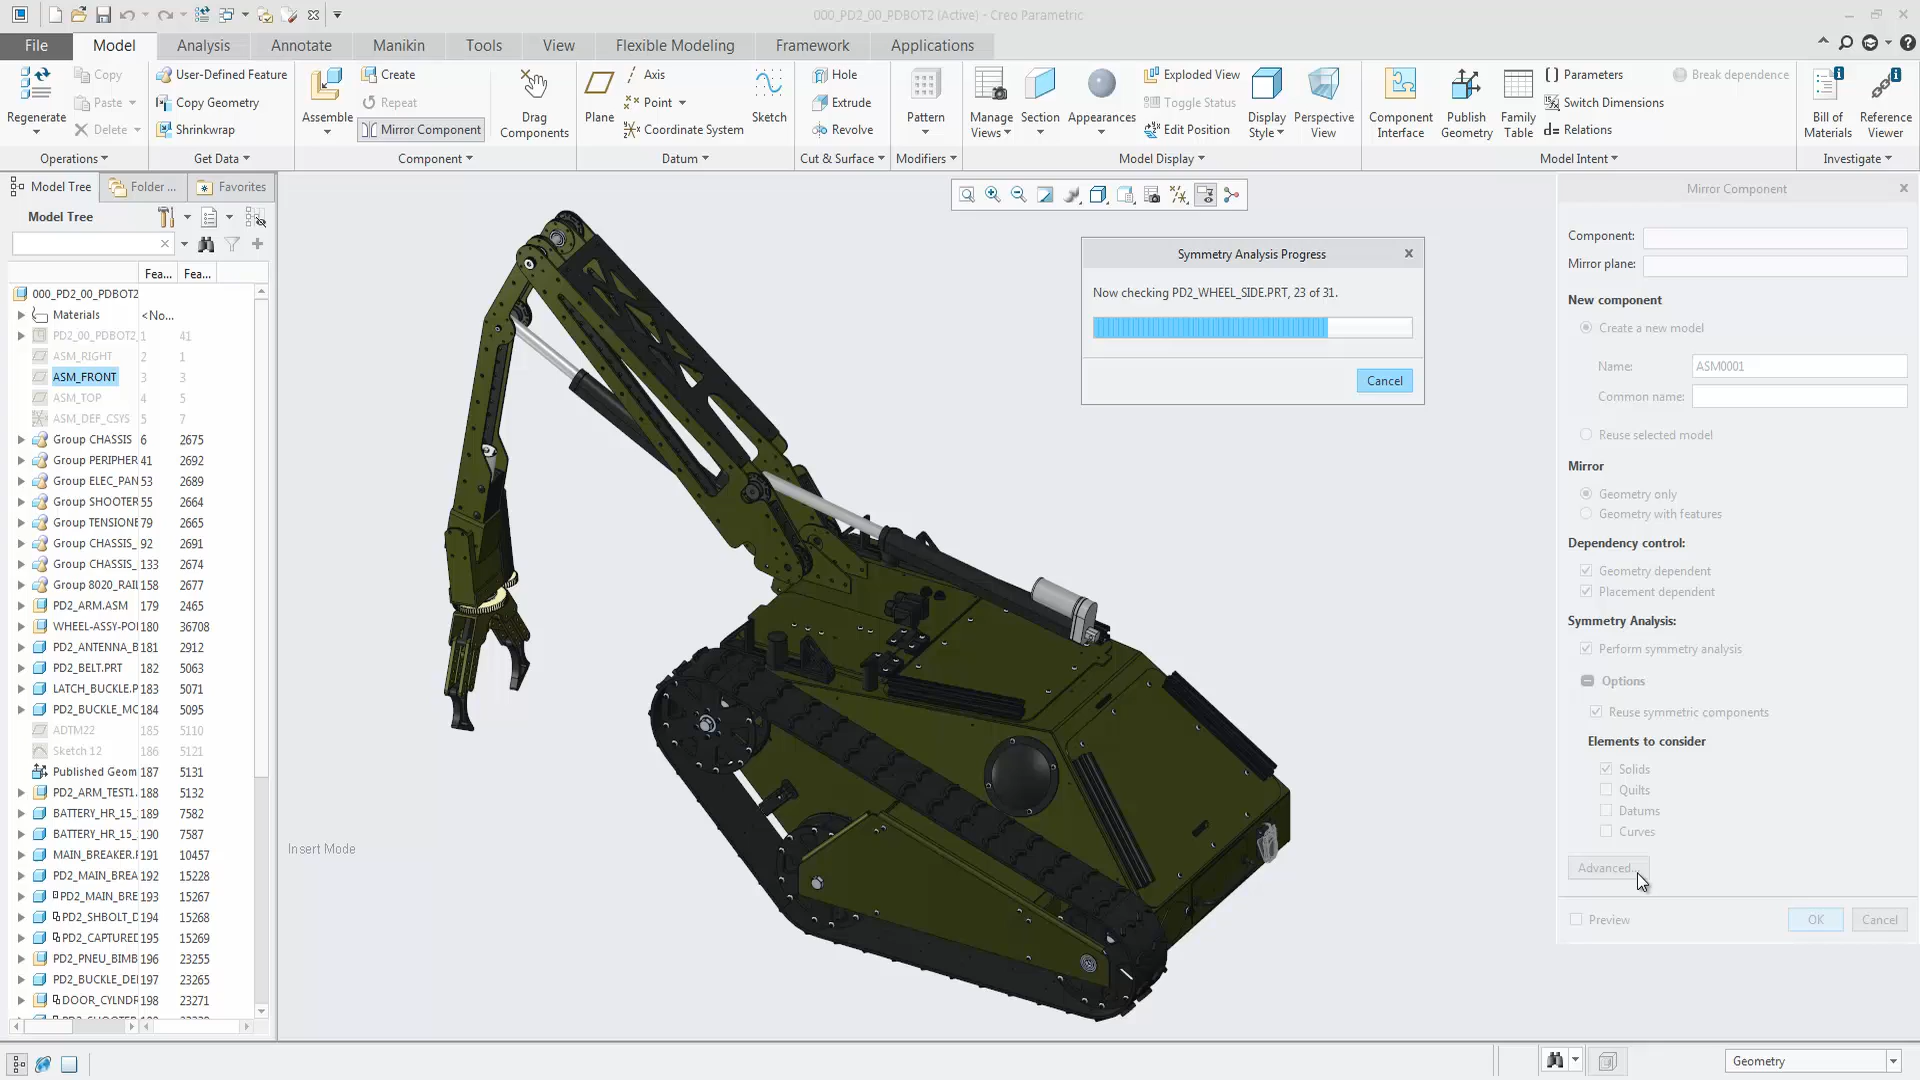 000_PD2_00_PDBOT2 (Active) - Creo Parametric
File Model Analysis Annotate Manikin Tools View Flexible Modeling Framework Applications
Regenerate
Copy
Paste
Delete
Operations
User-Defined Feature
Copy Geometry
Shrinkwrap
Get Data
Assemble
Create
Repeat
Mirror Component
Drag Components
Component
Plane
Axis
Point
Coordinate System
Sketch
Datum
Hole
Extrude
Revolve
Cut & Surface
Pattern
Modifiers
Manage Views
Section
Appearances
Exploded View
Toggle Status
Edit Position
Display Style
Perspective View
Model Display
Component Interface
Publish Geometry
Family Table
Parameters
Switch Dimensions
Relations
Model Intent
Break dependence
Bill of Materials
Reference Viewer
Investigate
Model Tree
Folder ...
Favorites
Model Tree
Fea... Fea...
000_PD2_00_PDBOT2
Materials <No...
PD2_00_PDBOT2_ 1 41
ASM_RIGHT 2 1
ASM_FRONT 3 3
ASM_TOP 4 5
ASM_DEF_CSYS 5 7
Group CHASSIS 6 2675
Group PERIPHER 41 2692
Group ELEC_PAN 53 2689
Group SHOOTER 55 2664
Group TENSIONE 79 2665
Group CHASSIS_ 92 2691
Group CHASSIS_ 133 2674
Group 8020_RAIL 158 2677
PD2_ARM.ASM 179 2465
WHEEL-ASSY-POI 180 36708
PD2_ANTENNA_B 181 2912
PD2_BELT.PRT 182 5063
LATCH_BUCKLE.P 183 5071
PD2_BUCKLE_MO 184 5095
ADTM22 185 5110
Sketch 12 186 5121
Published Geom 187 5131
PD2_ARM_TEST1. 188 5132
BATTERY_HR_15_ 189 7582
BATTERY_HR_15_ 190 7587
MAIN_BREAKER.P 191 10457
PD2_MAIN_BREA 192 15228
PD2_MAIN_BRE 193 15267
PD2_SHBOLT_D 194 15268
PD2_CAPTURED 195 15269
PD2_PNEU_BIMB 196 23255
PD2_BUCKLE_DEI 197 23265
DOOR_CYLNDR 198 23271
Insert Mode
Symmetry Analysis Progress
Now checking PD2_WHEEL_SIDE.PRT, 23 of 31.
Cancel
Mirror Component
Component:
Mirror plane:
New component
Create a new model
Name: ASM0001
Common name:
Reuse selected model
Mirror
Geometry only
Geometry with features
Dependency control:
Geometry dependent
Placement dependent
Symmetry Analysis:
Perform symmetry analysis
Options
Reuse symmetric components
Elements to consider
Solids
Quilts
Datums
Curves
Advanced...
Preview
OK
Cancel
Geometry